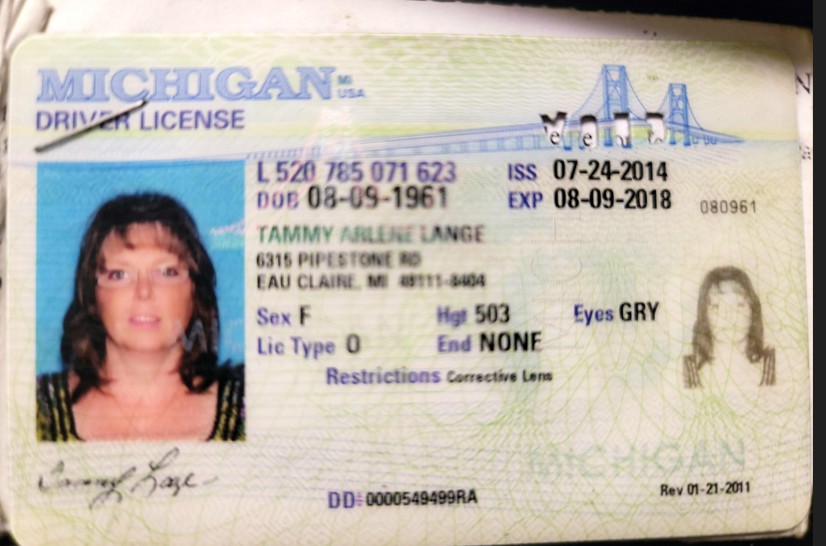 MICHIGAN MI USA
DRIVER LICENSE
L 520 785 071 623 ISS 07-24-2014
DOB 08-09-1961 EXP 08-09-2018 080961
TAMMY ARLENE LANGE
6315 PIPESTONE RD
EAU CLAIRE, MI 49111-8404
Sex F Hgt 503 Eyes GRY
Lic Type O End NONE
Restrictions Corrective Lens
MICHIGAN
DD: 0000549499RA Rev 01-21-2011